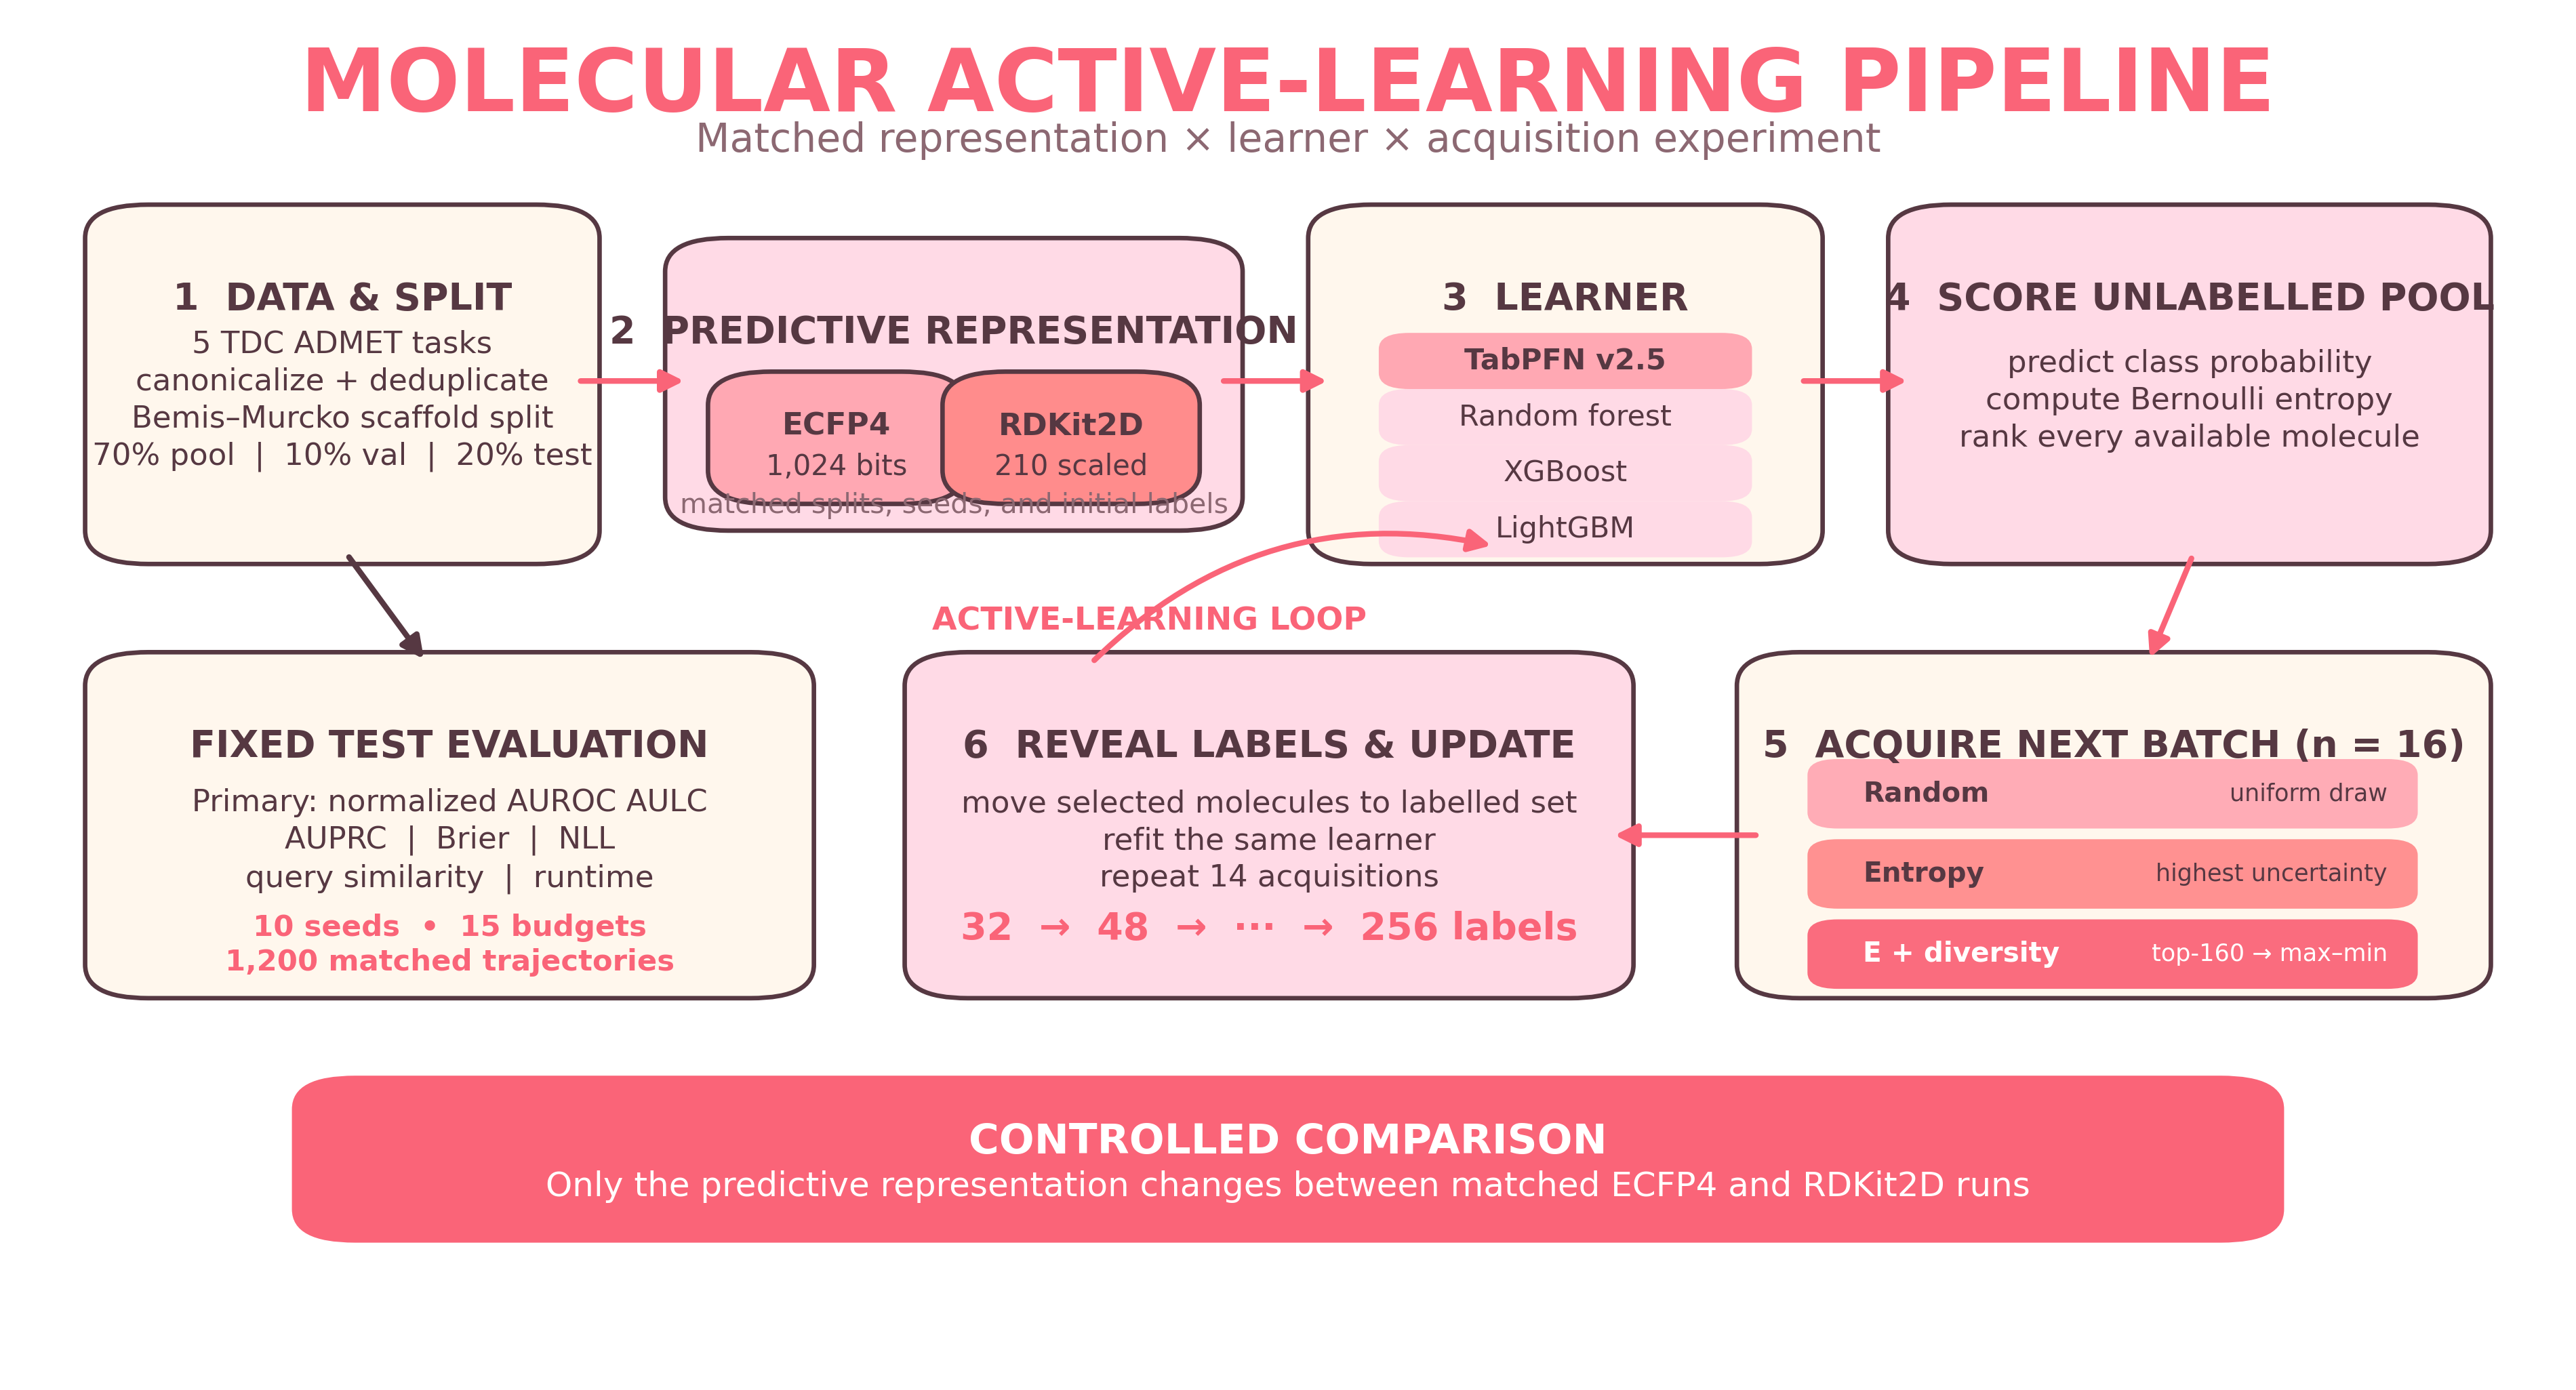 MOLECULAR ACTIVE-LEARNING PIPELINE
Matched representation × learner × acquisition experiment
1 DATA & SPLIT
5 TDC ADMET tasks
canonicalize + deduplicate
Bemis–Murcko scaffold split
70% pool | 10% val | 20% test
2 PREDICTIVE REPRESENTATION
ECFP4
1,024 bits
RDKit2D
210 scaled
matched splits, seeds, and initial labels
3 LEARNER
TabPFN v2.5
Random forest
XGBoost
LightGBM
4 SCORE UNLABELLED POOL
predict class probability
compute Bernoulli entropy
rank every available molecule
ACTIVE-LEARNING LOOP
FIXED TEST EVALUATION
Primary: normalized AUROC AULC
AUPRC | Brier | NLL
query similarity | runtime
10 seeds • 15 budgets
1,200 matched trajectories
6 REVEAL LABELS & UPDATE
move selected molecules to labelled set
refit the same learner
repeat 14 acquisitions
32 → 48 → ··· → 256 labels
5 ACQUIRE NEXT BATCH (n = 16)
Random uniform draw
Entropy highest uncertainty
E + diversity top-160 → max–min
CONTROLLED COMPARISON
Only the predictive representation changes between matched ECFP4 and RDKit2D runs